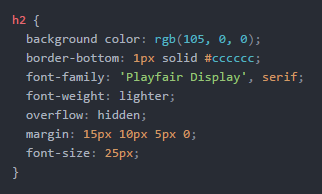 h2 {
background color: rgb(105, 0, 0);
border-bottom: 1px solid #cccccc;
font-family: 'Playfair Display', serif;
font-weight: lighter;
overflow: hidden;
margin: 15px 10px 5px 0;
font-size: 25px;
}